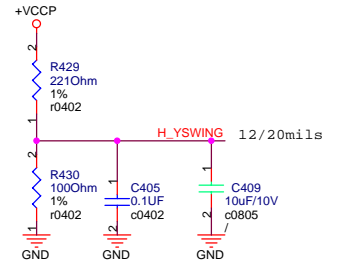 +VCCP
2
R429
221Ohm
1%
r0402
1
H_YSWING 12/20mils
2
R430
100Ohm
1%
r0402
1
GND
1
C405
0.1UF
c0402
2
GND
1
C409
10uF/10V
c0805
/
2
GND